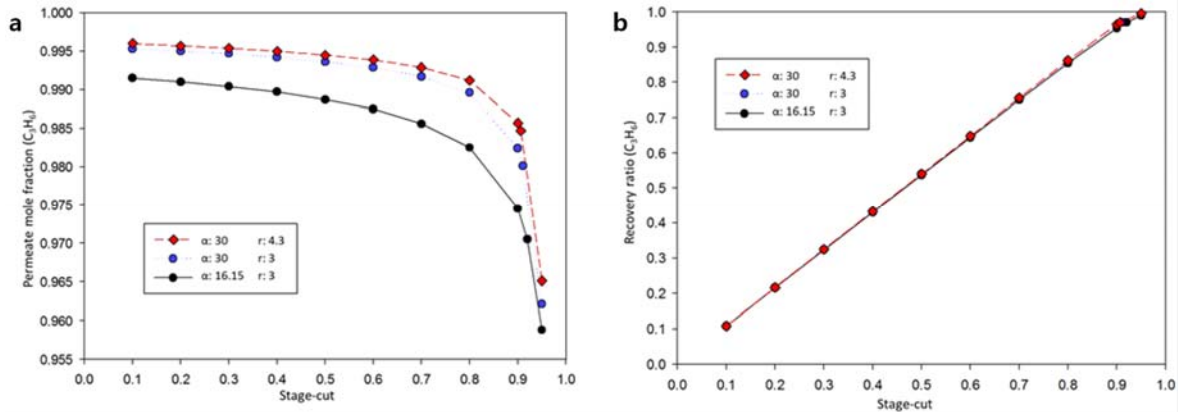 a
1.000
0.995
0.990
0.985
0.980
0.975
0.970
0.965
0.960
0.955
Permeate mole fraction (C₃H₆)
α: 30 r: 4.3
α: 30 r: 3
α: 16.15 r: 3
0.0 0.1 0.2 0.3 0.4 0.5 0.6 0.7 0.8 0.9 1.0
Stage-cut
b
1.0
0.9
0.8
0.7
0.6
0.5
0.4
0.3
0.2
0.1
0.0
Recovery ratio (C₃H₆)
α: 30 r: 4.3
α: 30 r: 3
α: 16.15 r: 3
0.0 0.1 0.2 0.3 0.4 0.5 0.6 0.7 0.8 0.9 1.0
Stage-cut